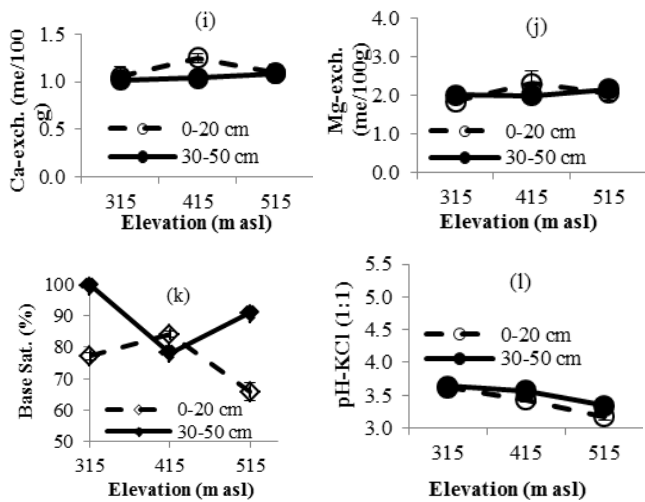 (i)
Ca-exch. (me/100
g)
1.5
1.0
0.5
0.0
0-20 cm
30-50 cm
315 415 515
Elevation (m asl)
(j)
Mg-exch.
(me/100g)
4.0
3.0
2.0
1.0
0.0
0-20 cm
30-50 cm
315 415 515
Elevation (m asl)
(k)
Base Sat. (%)
100
90
80
70
60
50
0-20 cm
30-50 cm
315 415 515
Elevation (m asl)
(l)
pH-KCl (1:1)
5.5
5.0
4.5
4.0
3.5
3.0
0-20 cm
30-50 cm
315 415 515
Elevation (m asl)